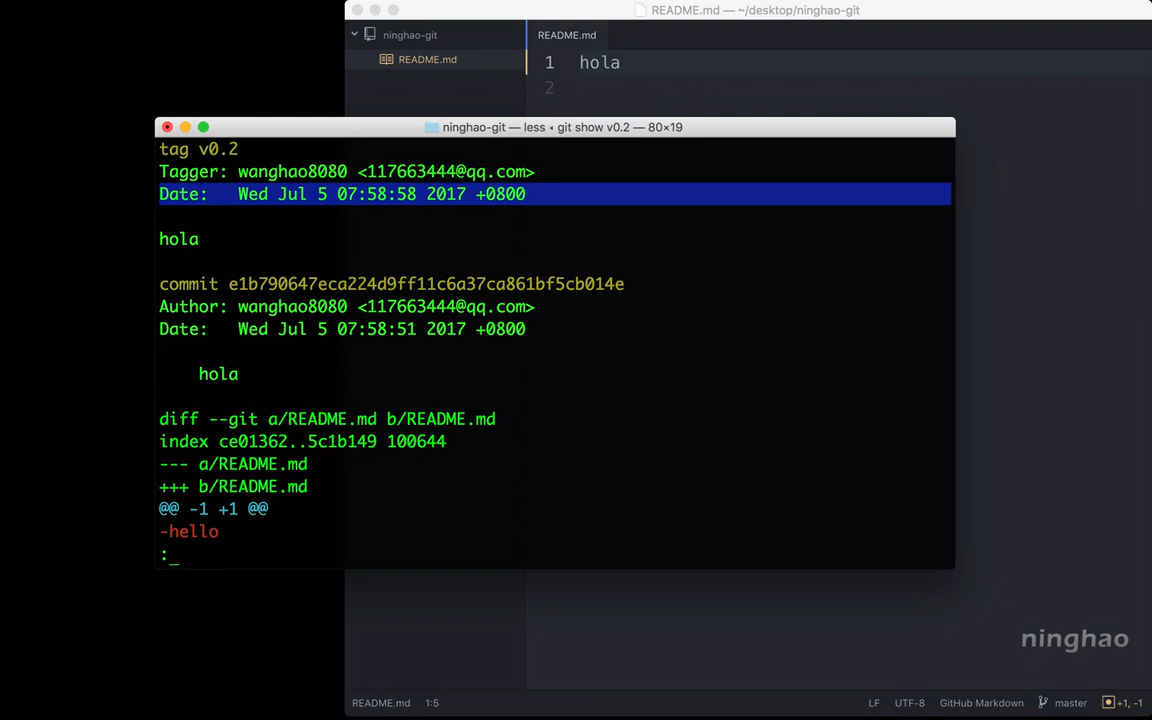 README.md — ~/desktop/ninghao-git
ninghao-git
README.md
README.md
1 hola
2
ninghao-git — less ◂ git show v0.2 — 80×19
tag v0.2
Tagger: wanghao8080 <117663444@qq.com>
Date:   Wed Jul 5 07:58:58 2017 +0800
hola
commit e1b790647eca224d9ff11c6a37ca861bf5cb014e
Author: wanghao8080 <117663444@qq.com>
Date:   Wed Jul 5 07:58:51 2017 +0800
    hola
diff --git a/README.md b/README.md
index ce01362..5c1b149 100644
--- a/README.md
+++ b/README.md
@@ -1 +1 @@
-hello
:_
ninghao
README.md 1:5 LF UTF-8 GitHub Markdown master +1, -1